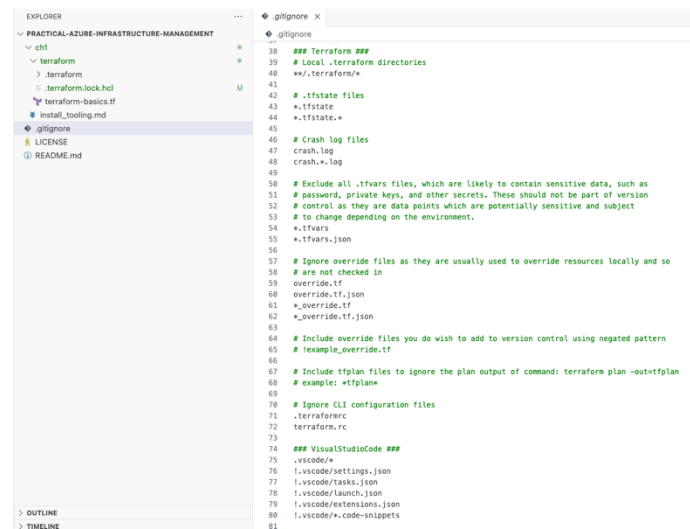 EXPLORER
PRACTICAL-AZURE-INFRASTRUCTURE-MANAGEMENT
ch1
terraform
.terraform
.terraform.lock.hcl U
terraform-basics.tf
install_tooling.md
.gitignore
LICENSE
README.md
OUTLINE
TIMELINE
.gitignore
.gitignore
38 ### Terraform ###
39 # Local .terraform directories
40 **/.terraform/*
41
42 # .tfstate files
43 *.tfstate
44 *.tfstate.*
45
46 # Crash log files
47 crash.log
48 crash.*.log
49
50 # Exclude all .tfvars files, which are likely to contain sensitive data, such as
51 # password, private keys, and other secrets. These should not be part of version
52 # control as they are data points which are potentially sensitive and subject
53 # to change depending on the environment.
54 *.tfvars
55 *.tfvars.json
56
57 # Ignore override files as they are usually used to override resources locally and so
58 # are not checked in
59 override.tf
60 override.tf.json
61 *_override.tf
62 *_override.tf.json
63
64 # Include override files you do wish to add to version control using negated pattern
65 # !example_override.tf
66
67 # Include tfplan files to ignore the plan output of command: terraform plan -out=tfplan
68 # example: *tfplan*
69
70 # Ignore CLI configuration files
71 .terraformrc
72 terraform.rc
73
74 ### VisualStudioCode ###
75 .vscode/*
76 !.vscode/settings.json
77 !.vscode/tasks.json
78 !.vscode/launch.json
79 !.vscode/extensions.json
80 !.vscode/*.code-snippets
81